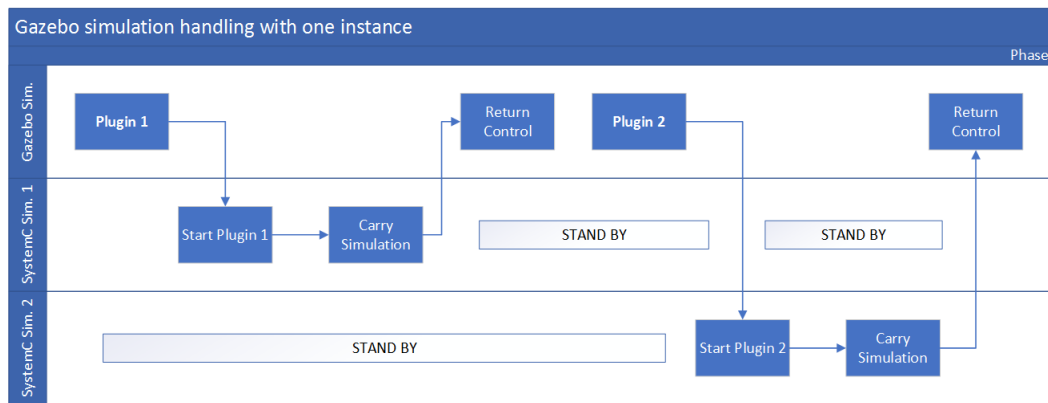 Gazebo simulation handling with one instance
Phase
Gazebo Sim.
Plugin 1
Return
Control
Plugin 2
Return
Control
SystemC Sim. 1
Start Plugin 1
Carry
Simulation
STAND BY
STAND BY
SystemC Sim. 2
STAND BY
Start Plugin 2
Carry
Simulation